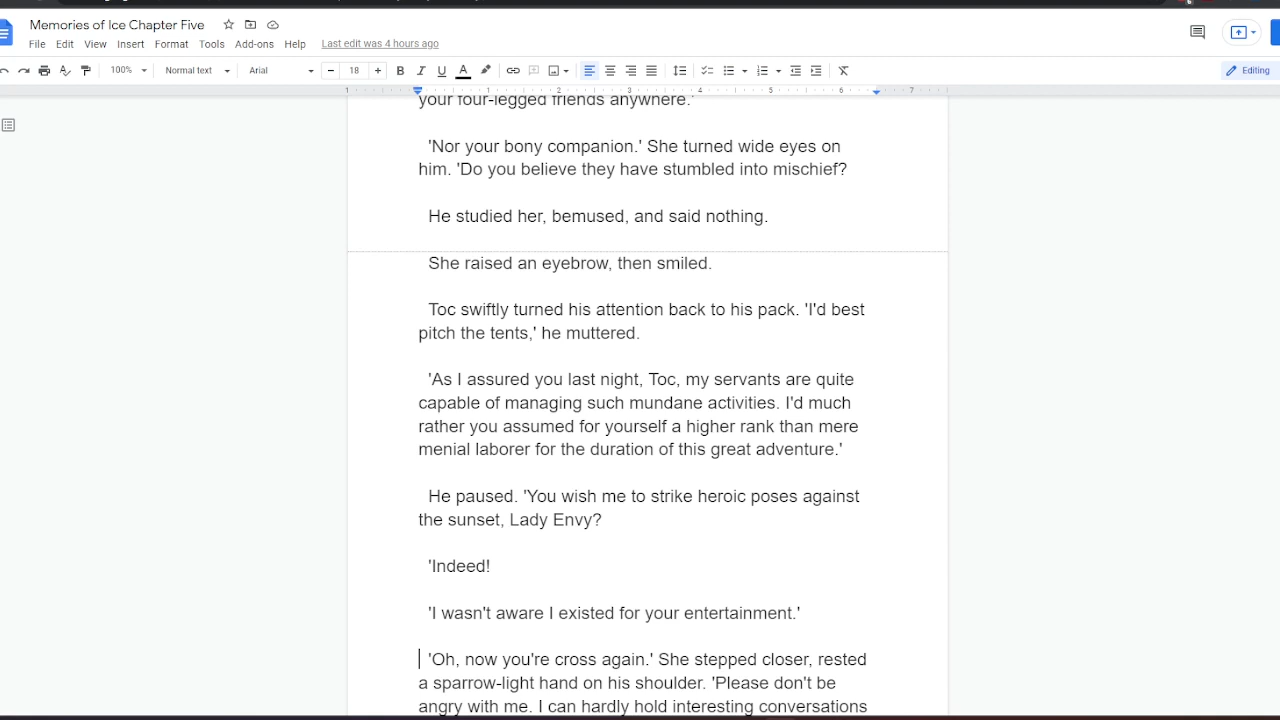 Memories of Ice Chapter Five
File Edit View Insert Format Tools Add-ons Help Last edit was 4 hours ago
100% Normal text Arial 18 B I U A Editing
1 1 2 3 4 5 6 7
your four-legged friends anywhere.'
'Nor your bony companion.' She turned wide eyes on
him. 'Do you believe they have stumbled into mischief?
He studied her, bemused, and said nothing.
She raised an eyebrow, then smiled.
Toc swiftly turned his attention back to his pack. 'I'd best
pitch the tents,' he muttered.
'As I assured you last night, Toc, my servants are quite
capable of managing such mundane activities. I'd much
rather you assumed for yourself a higher rank than mere
menial laborer for the duration of this great adventure.'
He paused. 'You wish me to strike heroic poses against
the sunset, Lady Envy?
'Indeed!
'I wasn't aware I existed for your entertainment.'
'Oh, now you're cross again.' She stepped closer, rested
a sparrow-light hand on his shoulder. 'Please don't be
angry with me. I can hardly hold interesting conversations